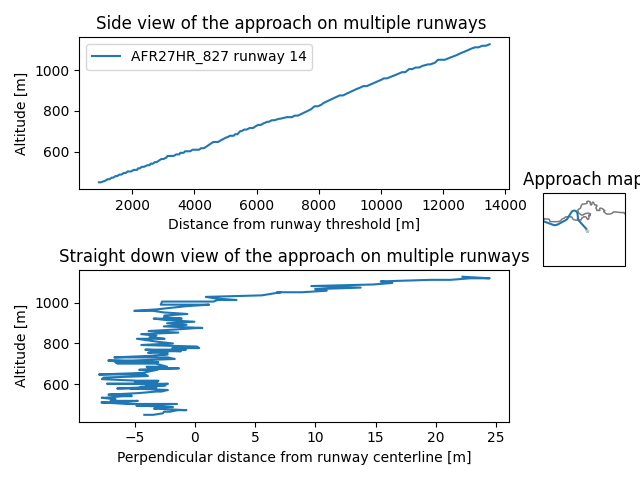 Side view of the approach on multiple runways
AFR27HR_827 runway 14
Altitude [m]
1000
800
600
2000 4000 6000 8000 10000 12000 14000
Distance from runway threshold [m]
Approach map
Straight down view of the approach on multiple runways
Altitude [m]
1000
800
600
−5 0 5 10 15 20 25
Perpendicular distance from runway centerline [m]